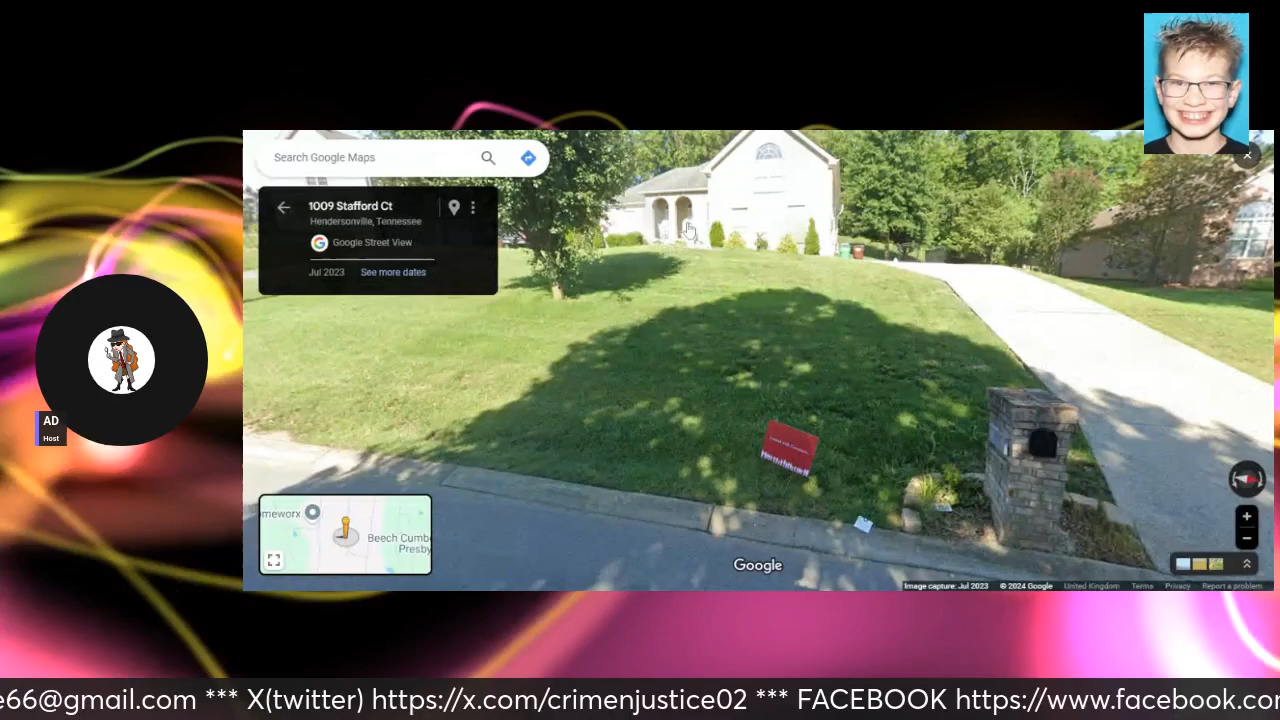 Search Google Maps
1009 Stafford Ct
Hendersonville, Tennessee
Google Street View
Jul 2023 See more dates
AD
Host
meworx
Beech Cumb
Presby
Google
Image capture: Jul 2023 © 2024 Google United Kingdom Terms Privacy Report a problem
e66@gmail.com *** X(twitter) https://x.com/crimenjustice02 *** FACEBOOK https://www.facebook.co